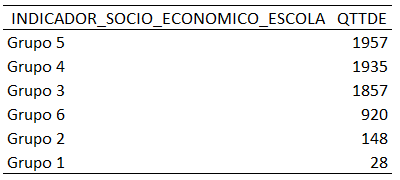 INDICADOR_SOCIO_ECONOMICO_ESCOLA QTTDE
Grupo 5 1957
Grupo 4 1935
Grupo 3 1857
Grupo 6 920
Grupo 2 148
Grupo 1 28